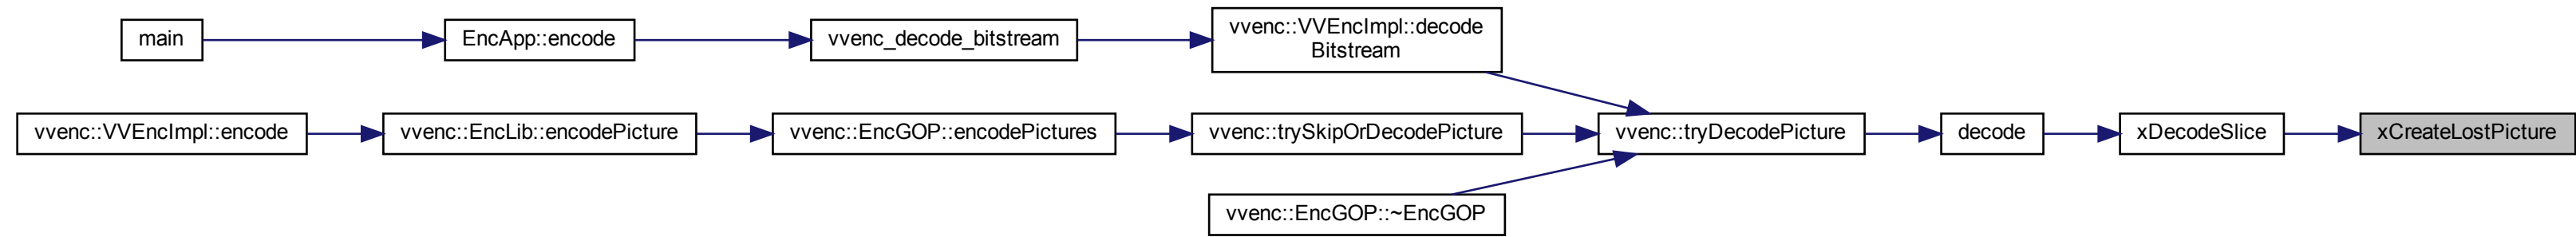 main
EncApp::encode
vvenc_decode_bitstream
vvenc::VVEncImpl::decode
Bitstream
vvenc::VVEncImpl::encode
vvenc::EncLib::encodePicture
vvenc::EncGOP::encodePictures
vvenc::trySkipOrDecodePicture
vvenc::tryDecodePicture
decode
xDecodeSlice
xCreateLostPicture
vvenc::EncGOP::~EncGOP